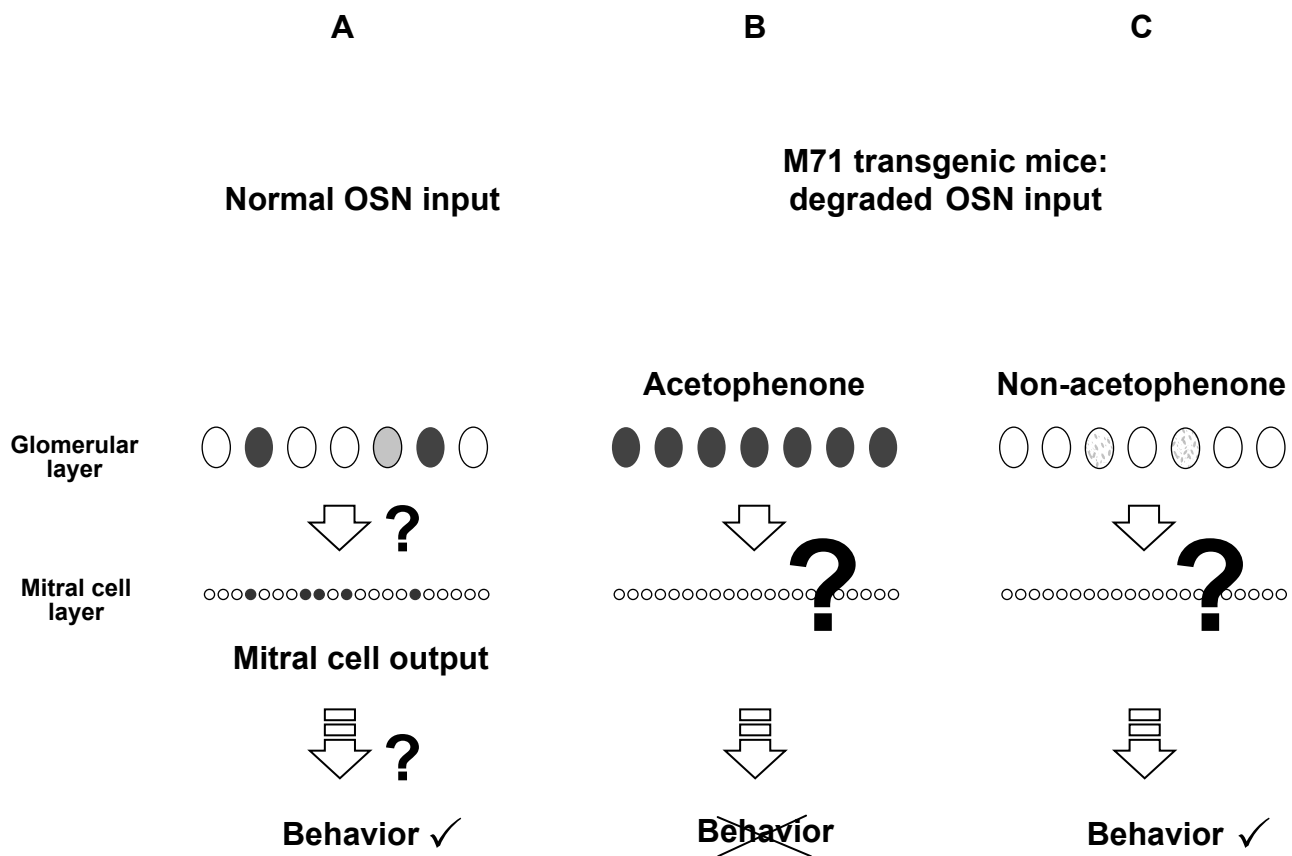 A
B
C
Normal OSN input
M71 transgenic mice:
degraded OSN input
Acetophenone
Non-acetophenone
Glomerular
layer
?
Mitral cell
layer
?
?
Mitral cell output
?
Behavior ✓
Behavior
Behavior ✓